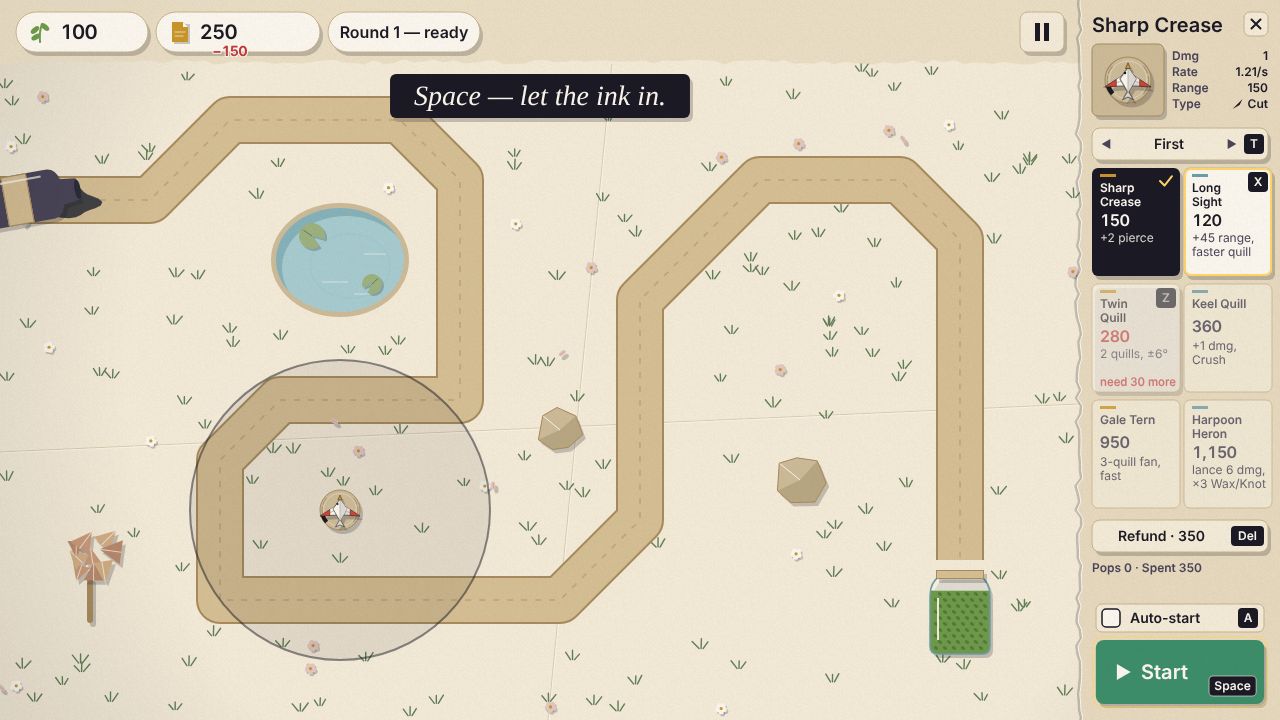 100
250
−150
Round 1 — ready
Space — let the ink in.
Sharp Crease
Dmg 1
Rate 1.21/s
Range 150
Type Cut
First T
Sharp Crease
150
+2 pierce
Long Sight
X
120
+45 range,
faster quill
Twin Quill
Z
280
2 quills, ±6°
need 30 more
Keel Quill
360
+1 dmg,
Crush
Gale Tern
950
3-quill fan,
fast
Harpoon
Heron
1,150
lance 6 dmg,
×3 Wax/Knot
Refund · 350 Del
Pops 0 · Spent 350
Auto-start A
Start
Space